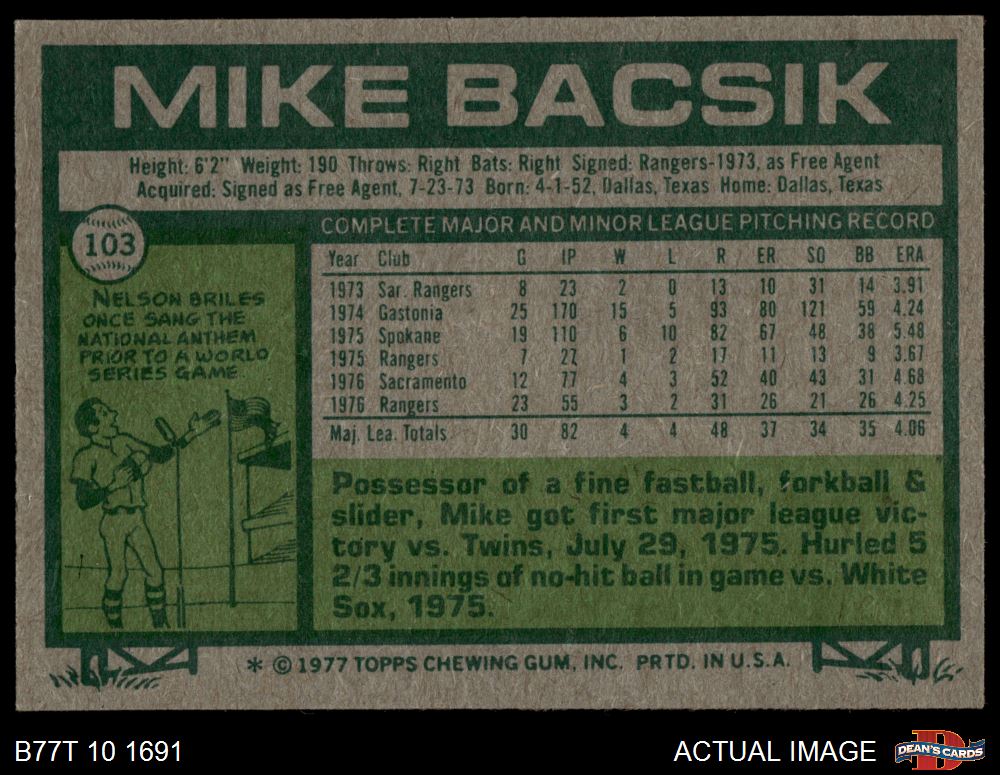 MIKE BACSIK
Height: 6'2" Weight: 190 Throws: Right Bats: Right Signed: Rangers-1973, as Free Agent
Acquired: Signed as Free Agent, 7-23-73 Born: 4-1-52, Dallas, Texas Home: Dallas, Texas
103
NELSON BRILES
ONCE SANG THE
NATIONAL ANTHEM
PRIOR TO A WORLD
SERIES GAME.
COMPLETE MAJOR AND MINOR LEAGUE PITCHING RECORD
Year Club G IP W L R ER SO BB ERA
1973 Sar. Rangers 8 23 2 0 13 10 31 14 3.91
1974 Gastonia 25 170 15 5 93 80 121 59 4.24
1975 Spokane 19 110 6 10 82 67 48 38 5.48
1975 Rangers 7 27 1 2 17 11 13 9 3.67
1976 Sacramento 12 77 4 3 52 40 43 31 4.68
1976 Rangers 23 55 3 2 31 26 21 26 4.25
Maj. Lea. Totals 30 82 4 4 48 37 34 35 4.06
Possessor of a fine fastball, forkball &
slider, Mike got first major league vic-
tory vs. Twins, July 29, 1975. Hurled 5
2/3 innings of no-hit ball in game vs. White
Sox, 1975.
* © 1977 TOPPS CHEWING GUM, INC. PRTD. IN U.S.A.
B77T 10 1691
ACTUAL IMAGE
D
DEAN'S CARDS